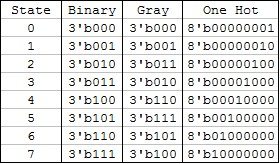 State Binary Gray One Hot
0 3'b000 3'b000 8'b00000001
1 3'b001 3'b001 8'b00000010
2 3'b010 3'b011 8'b00000100
3 3'b011 3'b010 8'b00001000
4 3'b100 3'b110 8'b00010000
5 3'b101 3'b111 8'b00100000
6 3'b110 3'b101 8'b01000000
7 3'b111 3'b100 8'b10000000